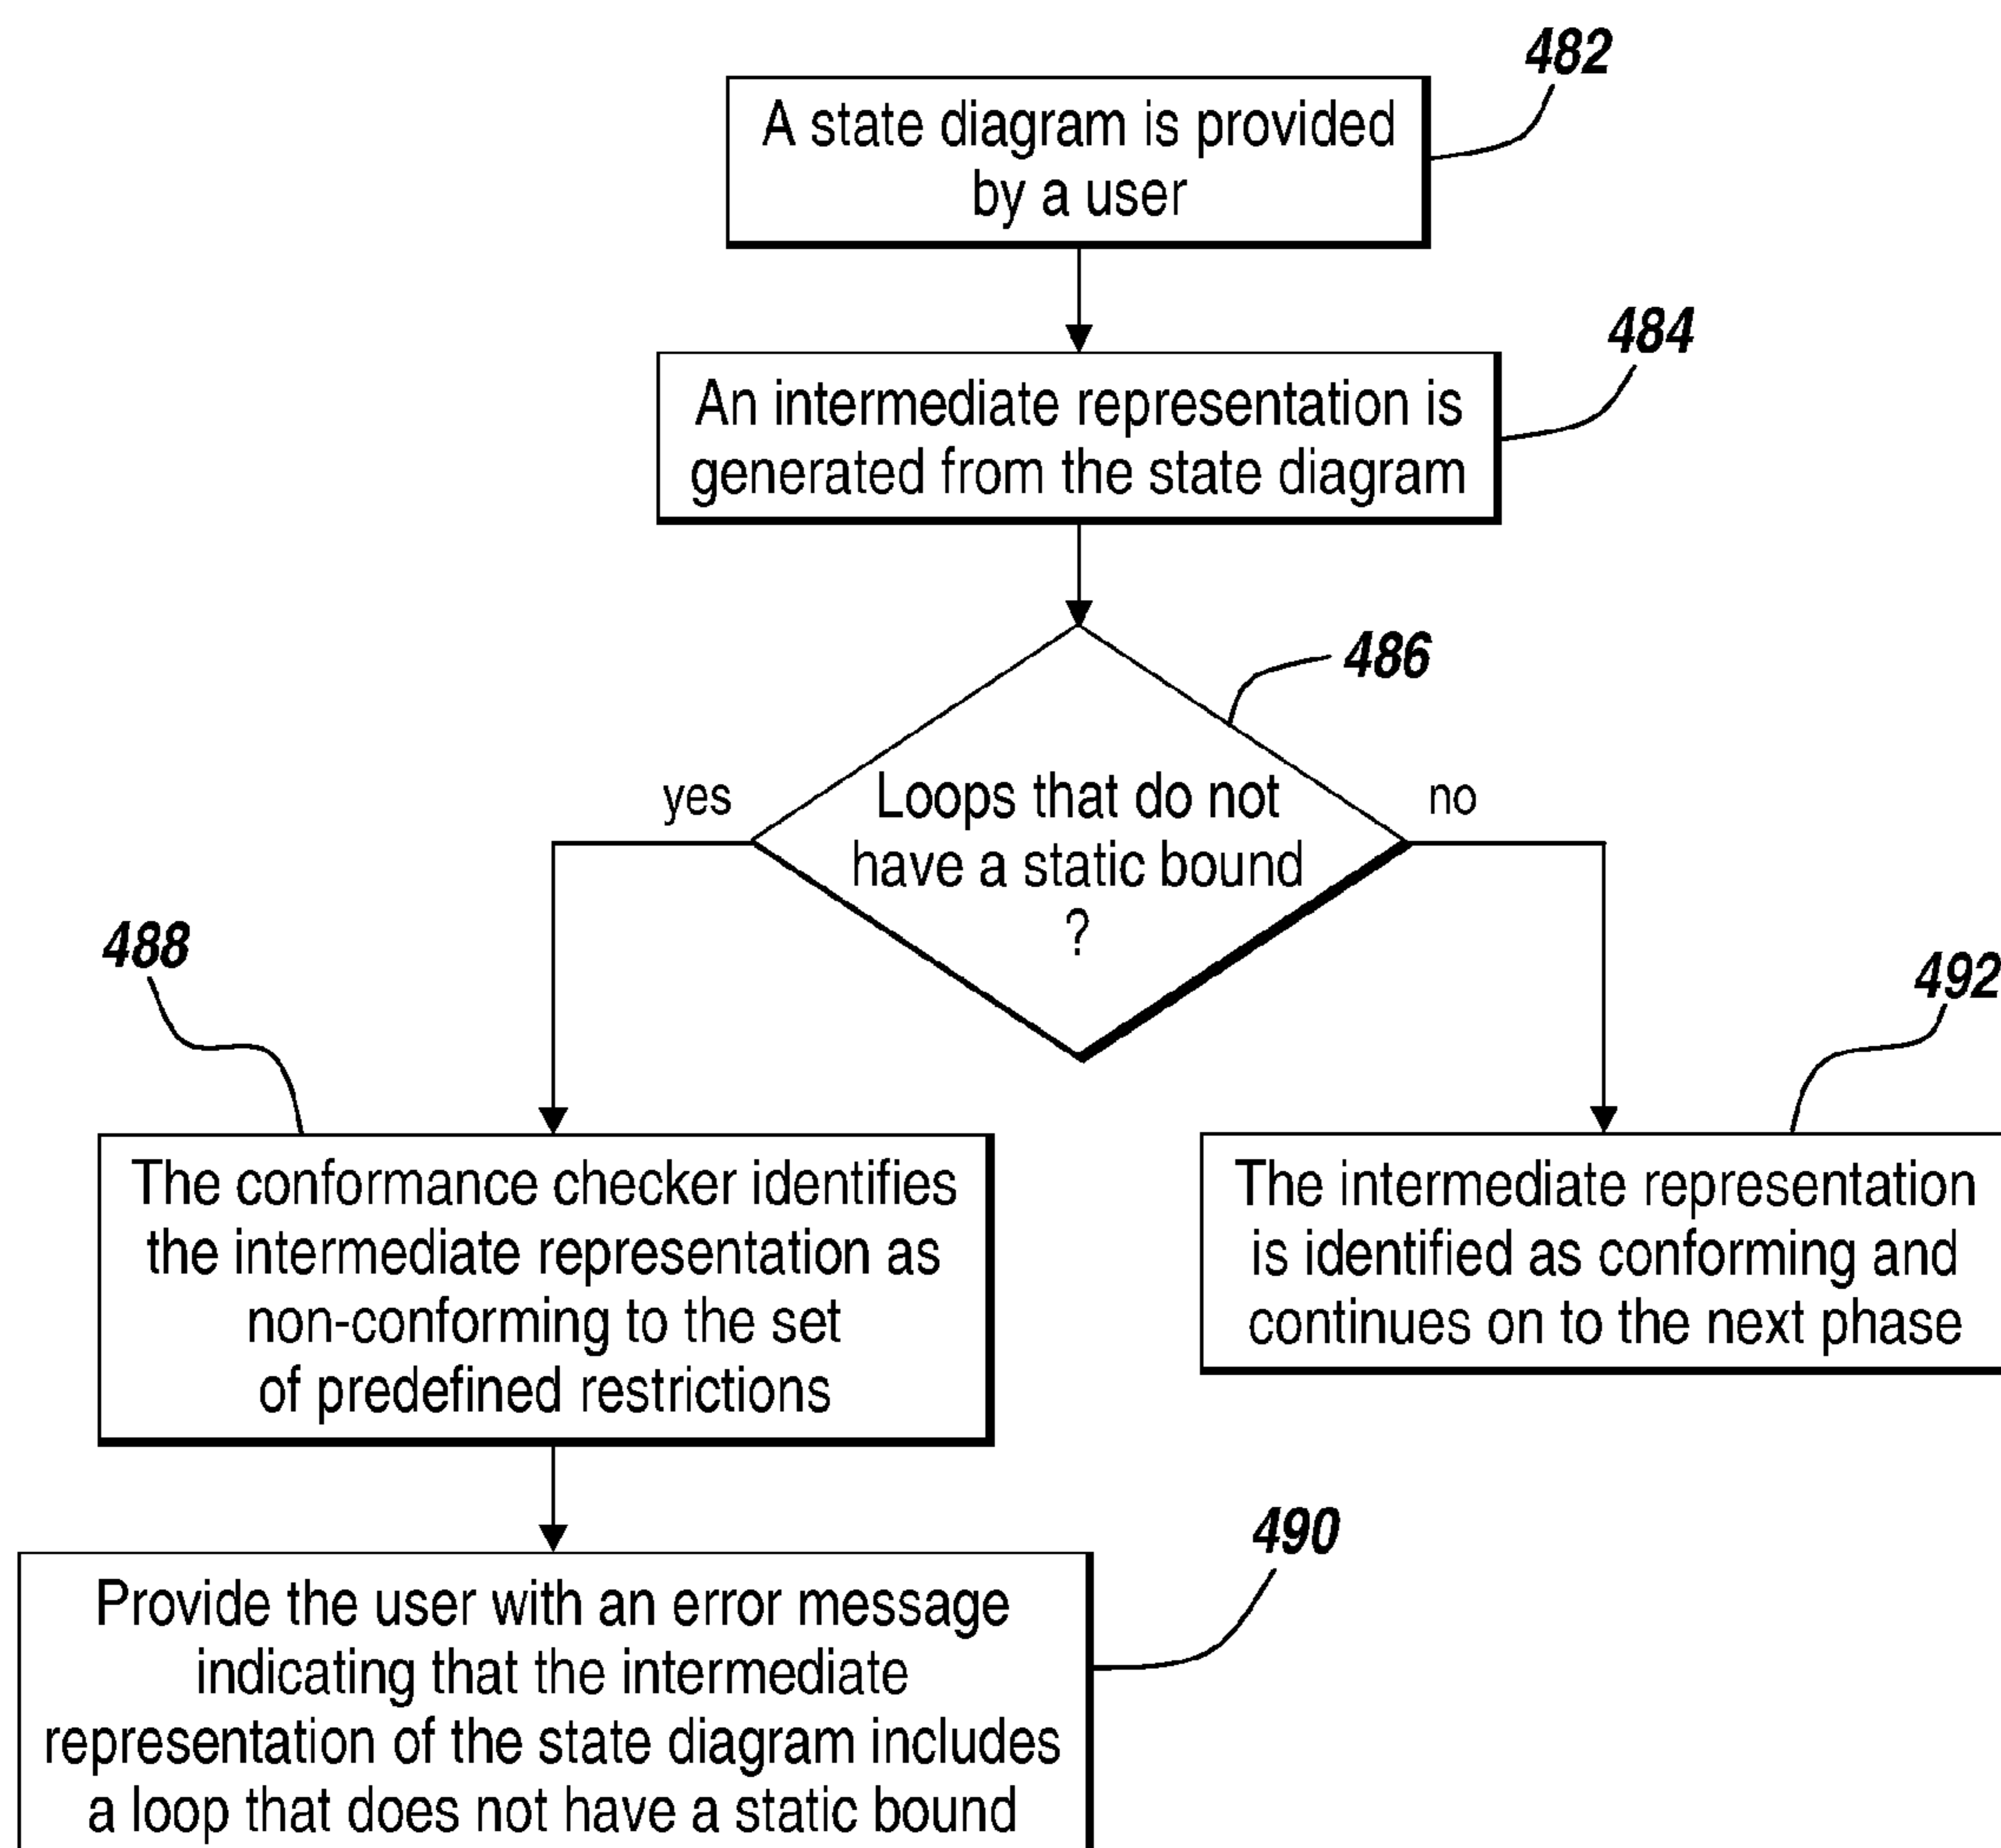 482
A state diagram is provided
by a user
484
An intermediate representation is
generated from the state diagram
486
Loops that do not
have a static bound
?
yes
no
488
The conformance checker identifies
the intermediate representation as
non-conforming to the set
of predefined restrictions
492
The intermediate representation
is identified as conforming and
continues on to the next phase
490
Provide the user with an error message
indicating that the intermediate
representation of the state diagram includes
a loop that does not have a static bound